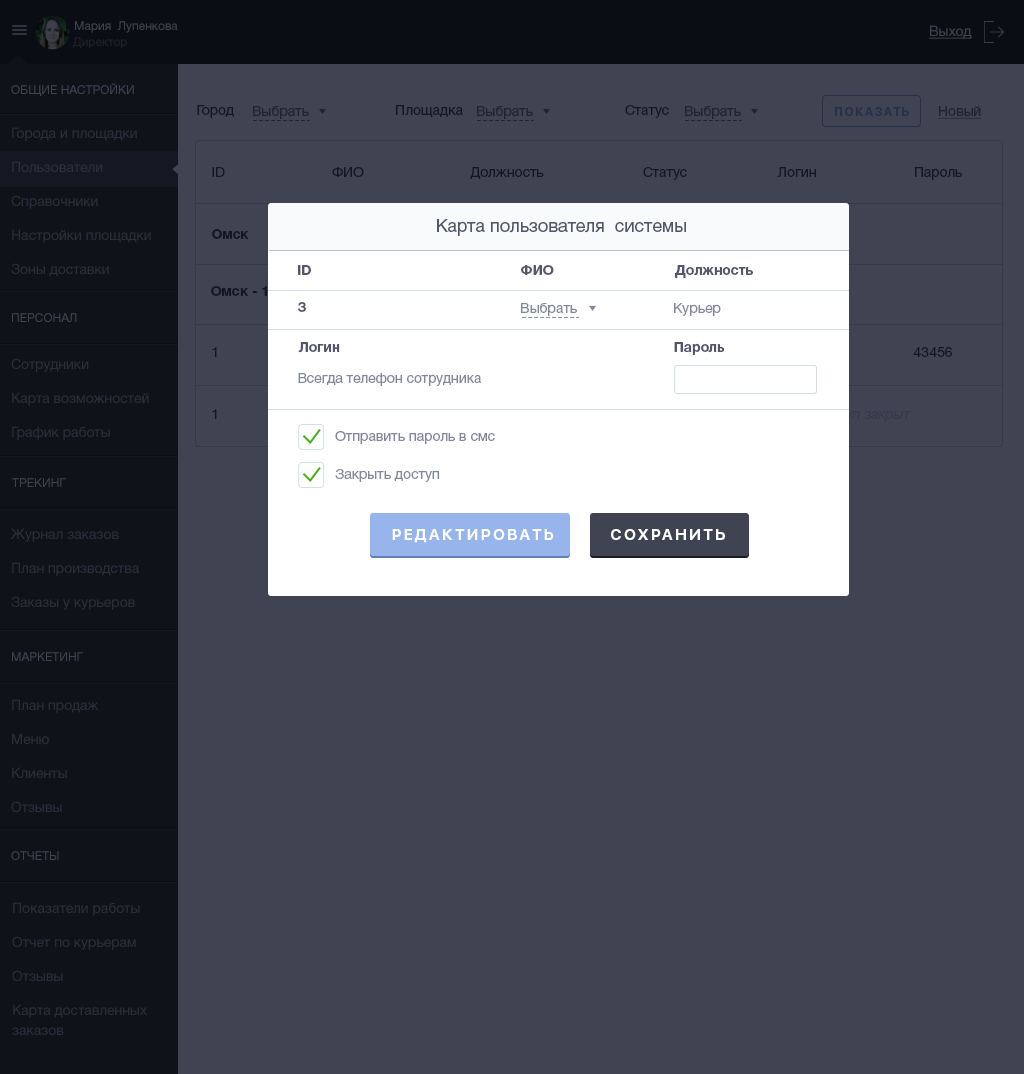 Мария Лупенкова
Директор
Выход
ОБЩИЕ НАСТРОЙКИ
Города и площадки
Пользователи
Справочники
Настройки площадки
Зоны доставки
ПЕРСОНАЛ
Сотрудники
Карта возможностей
График работы
ТРЕКИНГ
Журнал заказов
План производства
Заказы у курьеров
МАРКЕТИНГ
План продаж
Меню
Клиенты
Отзывы
ОТЧЕТЫ
Показатели работы
Отчет по курьерам
Отзывы
Карта доставленных
заказов
Город Выбрать Площадка Выбрать Статус Выбрать ПОКАЗАТЬ Новый
ID ФИО Должность Статус Логин Пароль
Омск
Омск - 1
1 43456
1 закрыт
Карта пользователя системы
ID ФИО Должность
3 Выбрать Курьер
Логин Пароль
Всегда телефон сотрудника
Отправить пароль в смс
Закрыть доступ
РЕДАКТИРОВАТЬ СОХРАНИТЬ